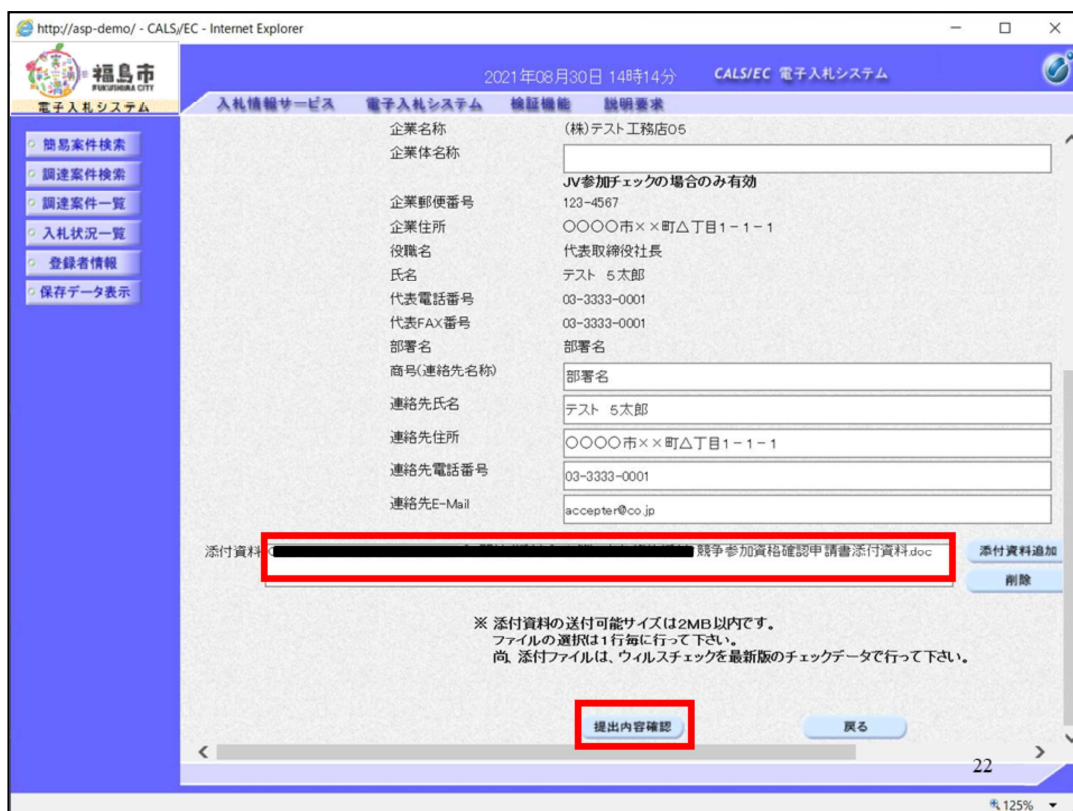 http://asp-demo/ - CALS/EC - Internet Explorer
福島市
FUKUSHIMA CITY
電子入札システム
2021年08月30日 14時14分
CALS/EC 電子入札システム
入札情報サービス 電子入札システム 検証機能 説明要求
簡易案件検索
調達案件検索
調達案件一覧
入札状況一覧
登録者情報
保存データ表示
企業名称 (株)テスト工務店05
企業体名称
JV参加チェックの場合のみ有効
企業郵便番号 123-4567
企業住所 ○○○○市××町△丁目1-1-1
役職名 代表取締役社長
氏名 テスト 5太郎
代表電話番号 03-3333-0001
代表FAX番号 03-3333-0001
部署名 部署名
商号(連絡先名称) 部署名
連絡先氏名 テスト 5太郎
連絡先住所 ○○○○市××町△丁目1-1-1
連絡先電話番号 03-3333-0001
連絡先E-Mail accepter@co.jp
添付資料 競争参加資格確認申請書添付資料.doc
添付資料追加
削除
※ 添付資料の送付可能サイズは2MB以内です。
ファイルの選択は1行毎に行って下さい。
尚、添付ファイルは、ウィルスチェックを最新版のチェックデータで行って下さい。
提出内容確認 戻る
22
125%